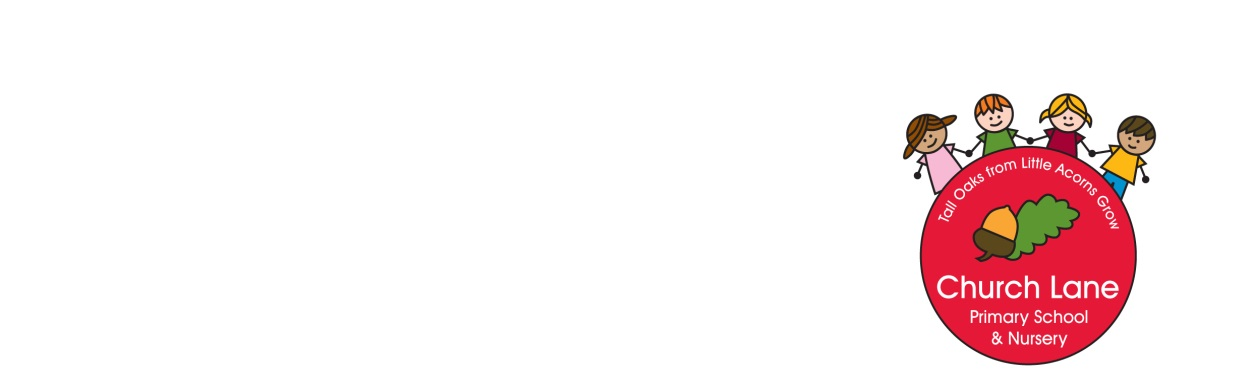 Tall Oaks from Little Acorns Grow
Church Lane
Primary School
& Nursery